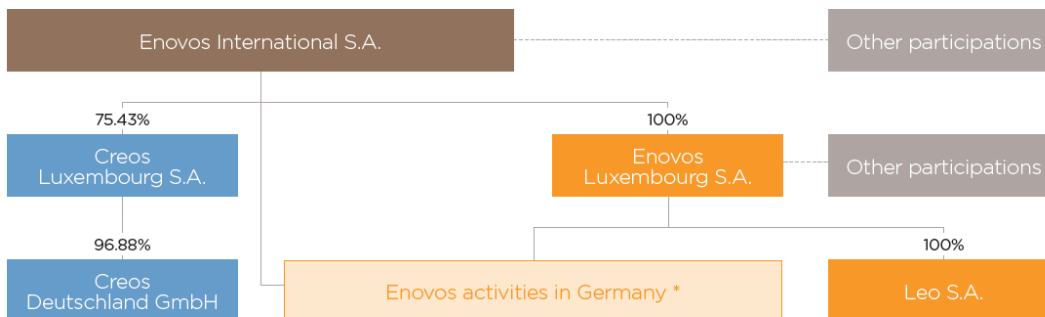 Enovos International S.A.
Other participations
75.43%
100%
Creos
Luxembourg S.A.
Enovos
Luxembourg S.A.
Other participations
96.88%
100%
Creos
Deutschland GmbH
Enovos activities in Germany *
Leo S.A.